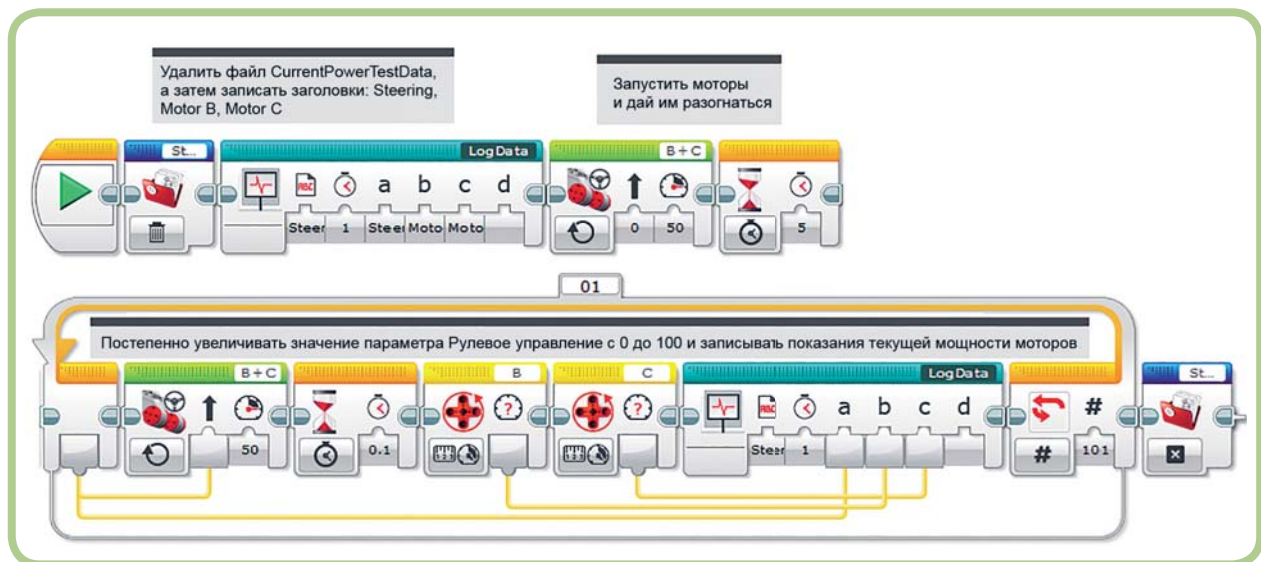 Удалить файл CurrentPowerTestData,
а затем записать заголовки: Steering,
Motor B, Motor C
Запустить моторы
и дай им разогнаться
St...
LogData
B+C
a b c d
Steer 1 Steer Moto Moto
0 50
5
01
Постепенно увеличивать значение параметра Рулевое управление с 0 до 100 и записывать показания текущей мощности моторов
B+C
B
C
LogData
St...
a b c d
#
50
0.1
Steer 1
#
101